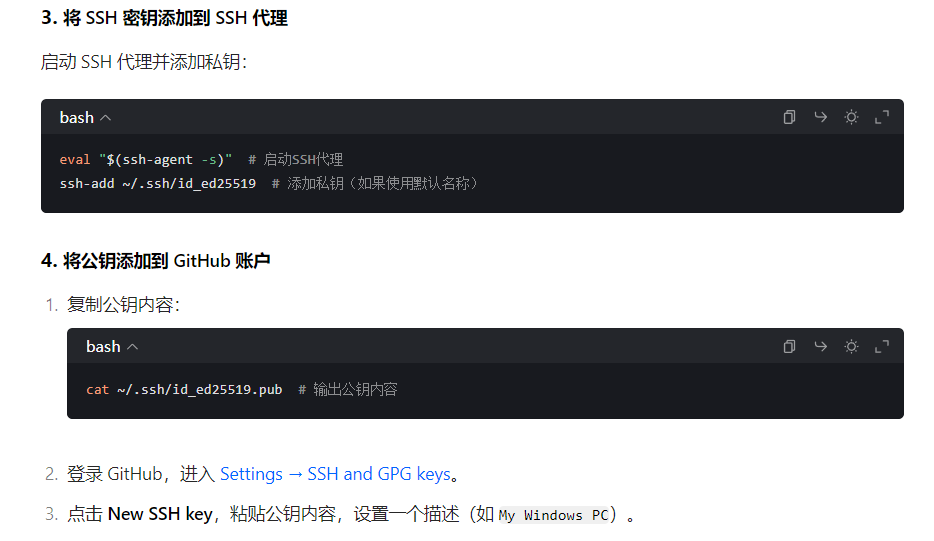 3. 将 SSH 密钥添加到 SSH 代理
启动 SSH 代理并添加私钥：
bash
eval "$(ssh-agent -s)"  # 启动SSH代理
ssh-add ~/.ssh/id_ed25519  # 添加私钥（如果使用默认名称）
4. 将公钥添加到 GitHub 账户
1. 复制公钥内容：
bash
cat ~/.ssh/id_ed25519.pub  # 输出公钥内容
2. 登录 GitHub，进入 Settings → SSH and GPG keys。
3. 点击 New SSH key，粘贴公钥内容，设置一个描述（如 My Windows PC）。